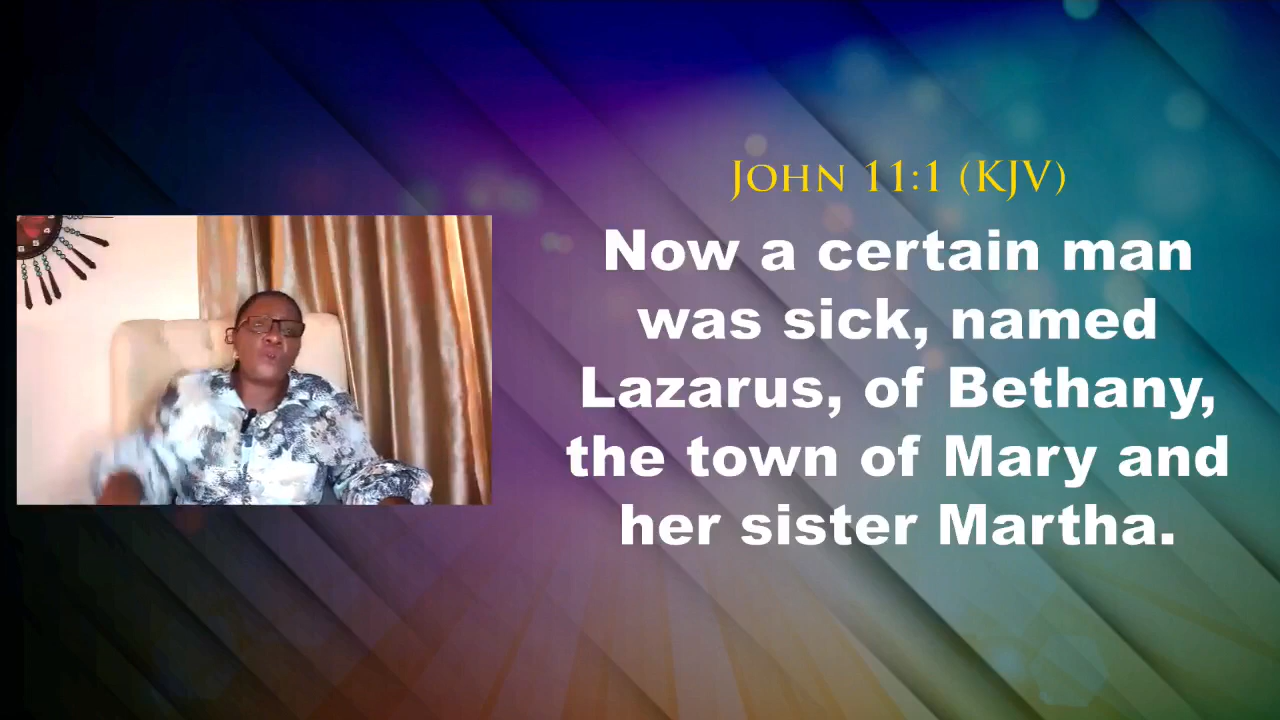 John 11:1 (KJV)
Now a certain man
was sick, named
Lazarus, of Bethany,
the town of Mary and
her sister Martha.